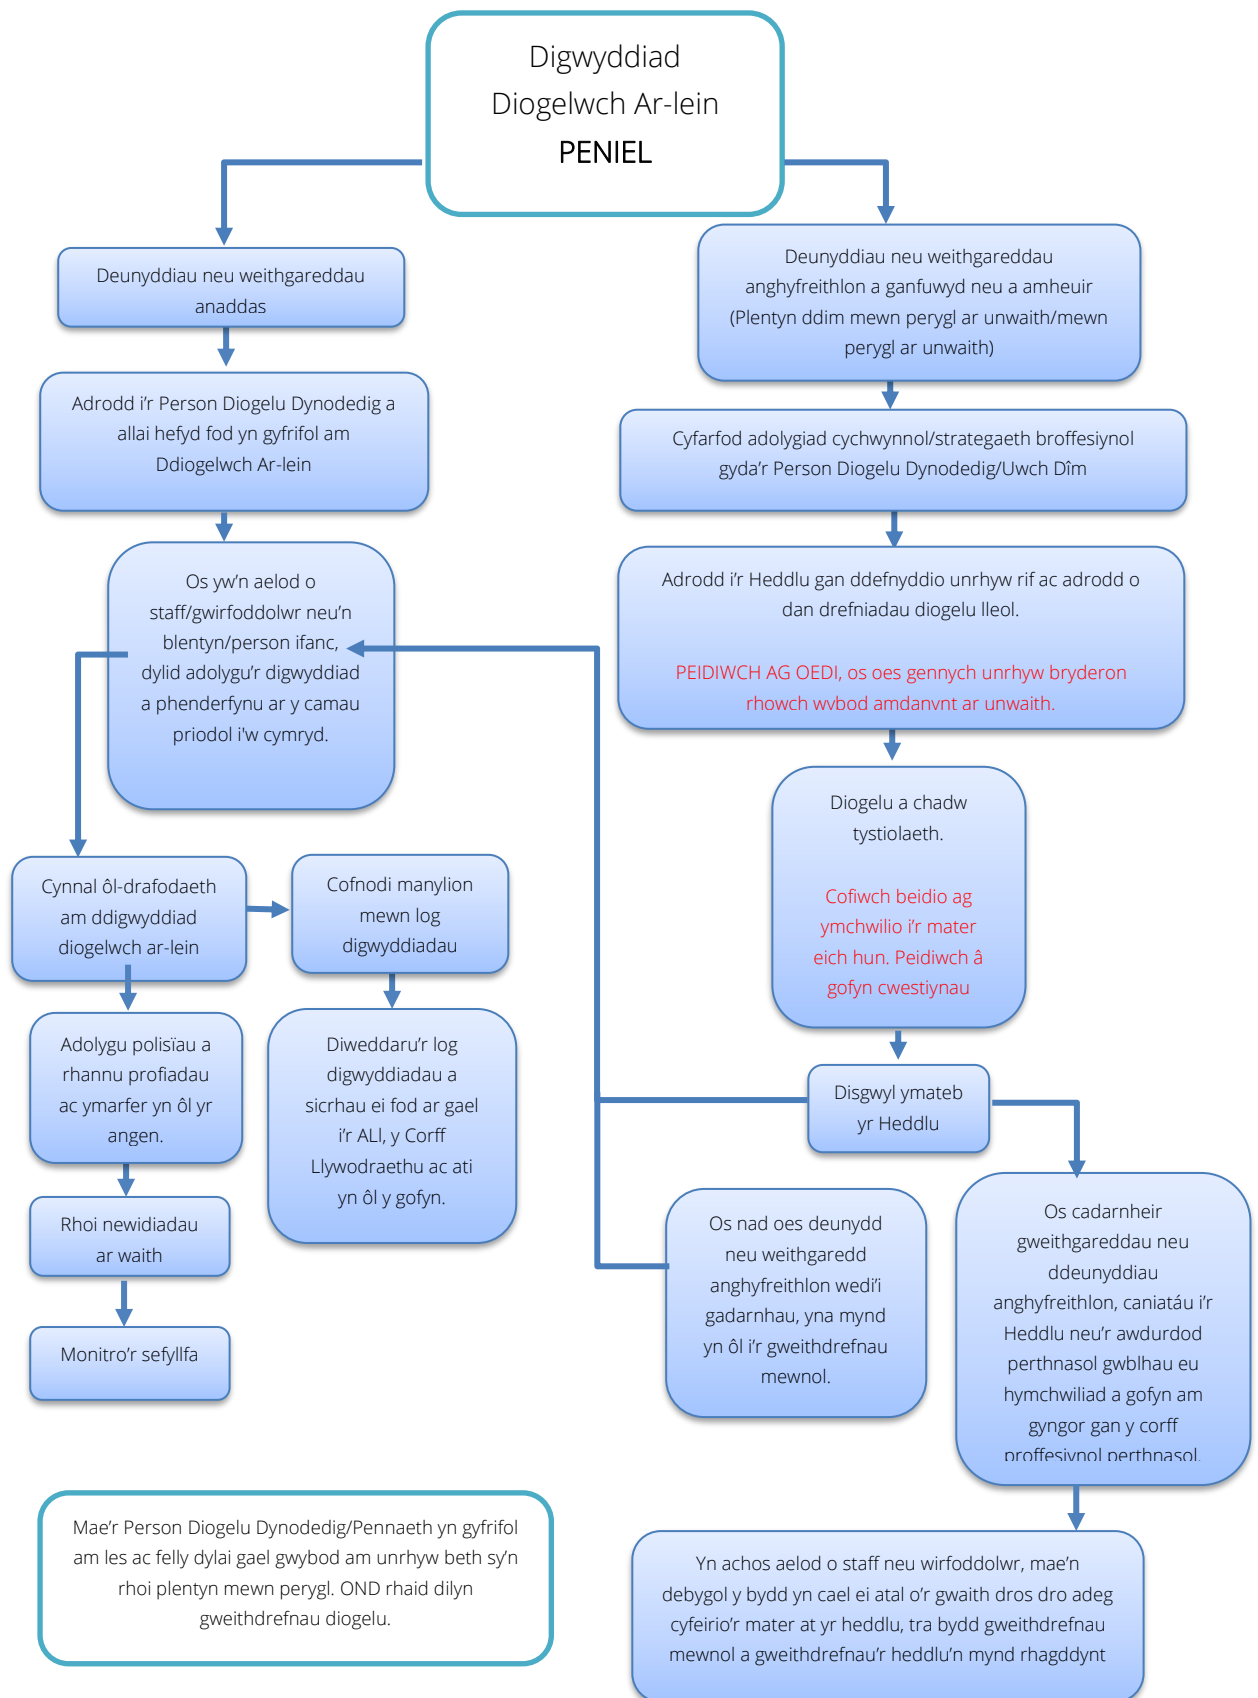 Digwyddiad
Diogelwch Ar-lein
PENIEL
Deunyddiau neu weithgareddau
anaddas
Adrodd i'r Person Diogelu Dynodedig a
allai hefyd fod yn gyfrifol am
Ddiogelwch Ar-lein
Os yw'n aelod o
staff/gwirfoddolwr neu'n
blentyn/person ifanc,
dylid adolygu'r digwyddiad
a phenderfynu ar y camau
priodol i'w cymryd.
Cynnal ôl-drafodaeth
am ddigwyddiad
diogelwch ar-lein
Cofnodi manylion
mewn log
digwyddiadau
Adolygu polisïau a
rhannu profiadau
ac ymarfer yn ôl yr
angen.
Diweddaru'r log
digwyddiadau a
sicrhau ei fod ar gael
i'r ALl, y Corff
Llywodraethu ac ati
yn ôl y gofyn.
Rhoi newidiadau
ar waith
Monitro'r sefyllfa
Deunyddiau neu weithgareddau
anghyfreithlon a ganfuwyd neu a amheuir
(Plentyn ddim mewn perygl ar unwaith/mewn
perygl ar unwaith)
Cyfarfod adolygiad cychwynnol/strategaeth broffesiynol
gyda'r Person Diogelu Dynodedig/Uwch Dîm
Adrodd i'r Heddlu gan ddefnyddio unrhyw rif ac adrodd o
dan drefniadau diogelu lleol.
PEIDIWCH AG OEDI, os oes gennych unrhyw bryderon
rhowch wybod amdanynt ar unwaith.
Diogelu a chadw
tystiolaeth.
Cofiwch beidio ag
ymchwilio i'r mater
eich hun. Peidiwch â
gofyn cwestiynau
Disgwyl ymateb
yr Heddlu
Os nad oes deunydd
neu weithgaredd
anghyfreithlon wedi'i
gadarnhau, yna mynd
yn ôl i'r gweithdrefnau
mewnol.
Os cadarnheir
gweithgareddau neu
ddeunyddiau
anghyfreithlon, caniatáu i'r
Heddlu neu'r awdurdod
perthnasol gwblhau eu
hymchwiliad a gofyn am
gyngor gan y corff
proffesiynol perthnasol.
Mae'r Person Diogelu Dynodedig/Pennaeth yn gyfrifol
am les ac felly dylai gael gwybod am unrhyw beth sy'n
rhoi plentyn mewn perygl. OND rhaid dilyn
gweithdrefnau diogelu.
Yn achos aelod o staff neu wirfoddolwr, mae'n
debygol y bydd yn cael ei atal o'r gwaith dros dro adeg
cyfeirio'r mater at yr heddlu, tra bydd gweithdrefnau
mewnol a gweithdrefnau'r heddlu'n mynd rhagddynt